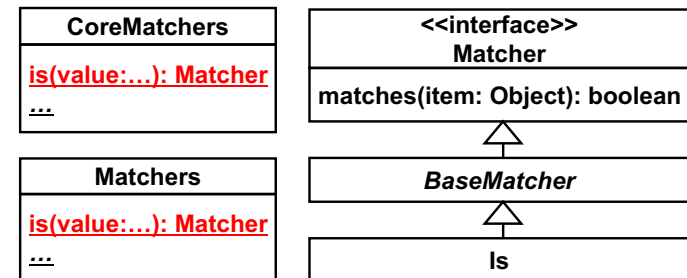 CoreMatchers
is(value:…): Matcher
…
Matchers
is(value:…): Matcher
…
<<interface>>
Matcher
matches(item: Object): boolean
BaseMatcher
Is